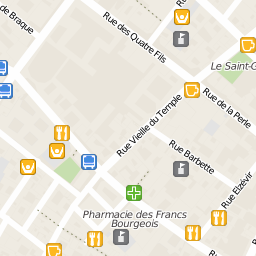 de Braque
Rue des Quatre Fils
Le Saint-G
Rue de la Perle
Rue Vieille du Temple
Rue Barbette
Rue Elzévir
Pharmacie des Francs
Bourgeois